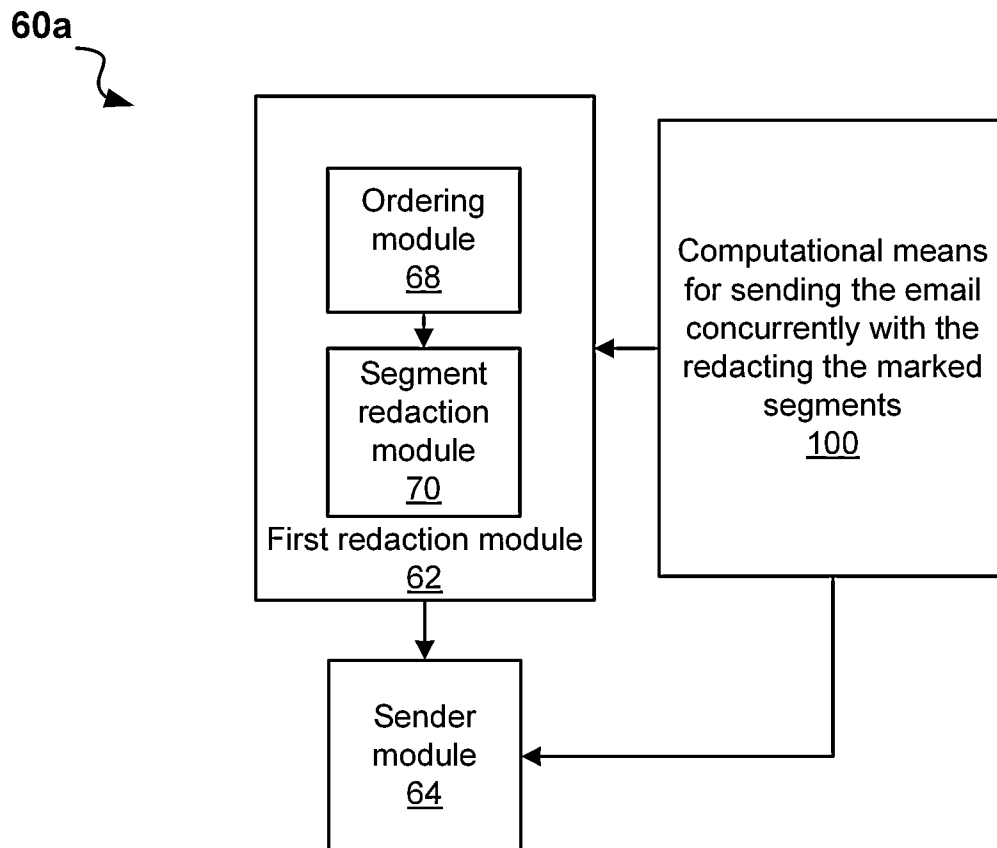 60a
Ordering
module
68
Segment
redaction
module
70
First redaction module
62
Computational means
for sending the email
concurrently with the
redacting the marked
segments
100
Sender
module
64